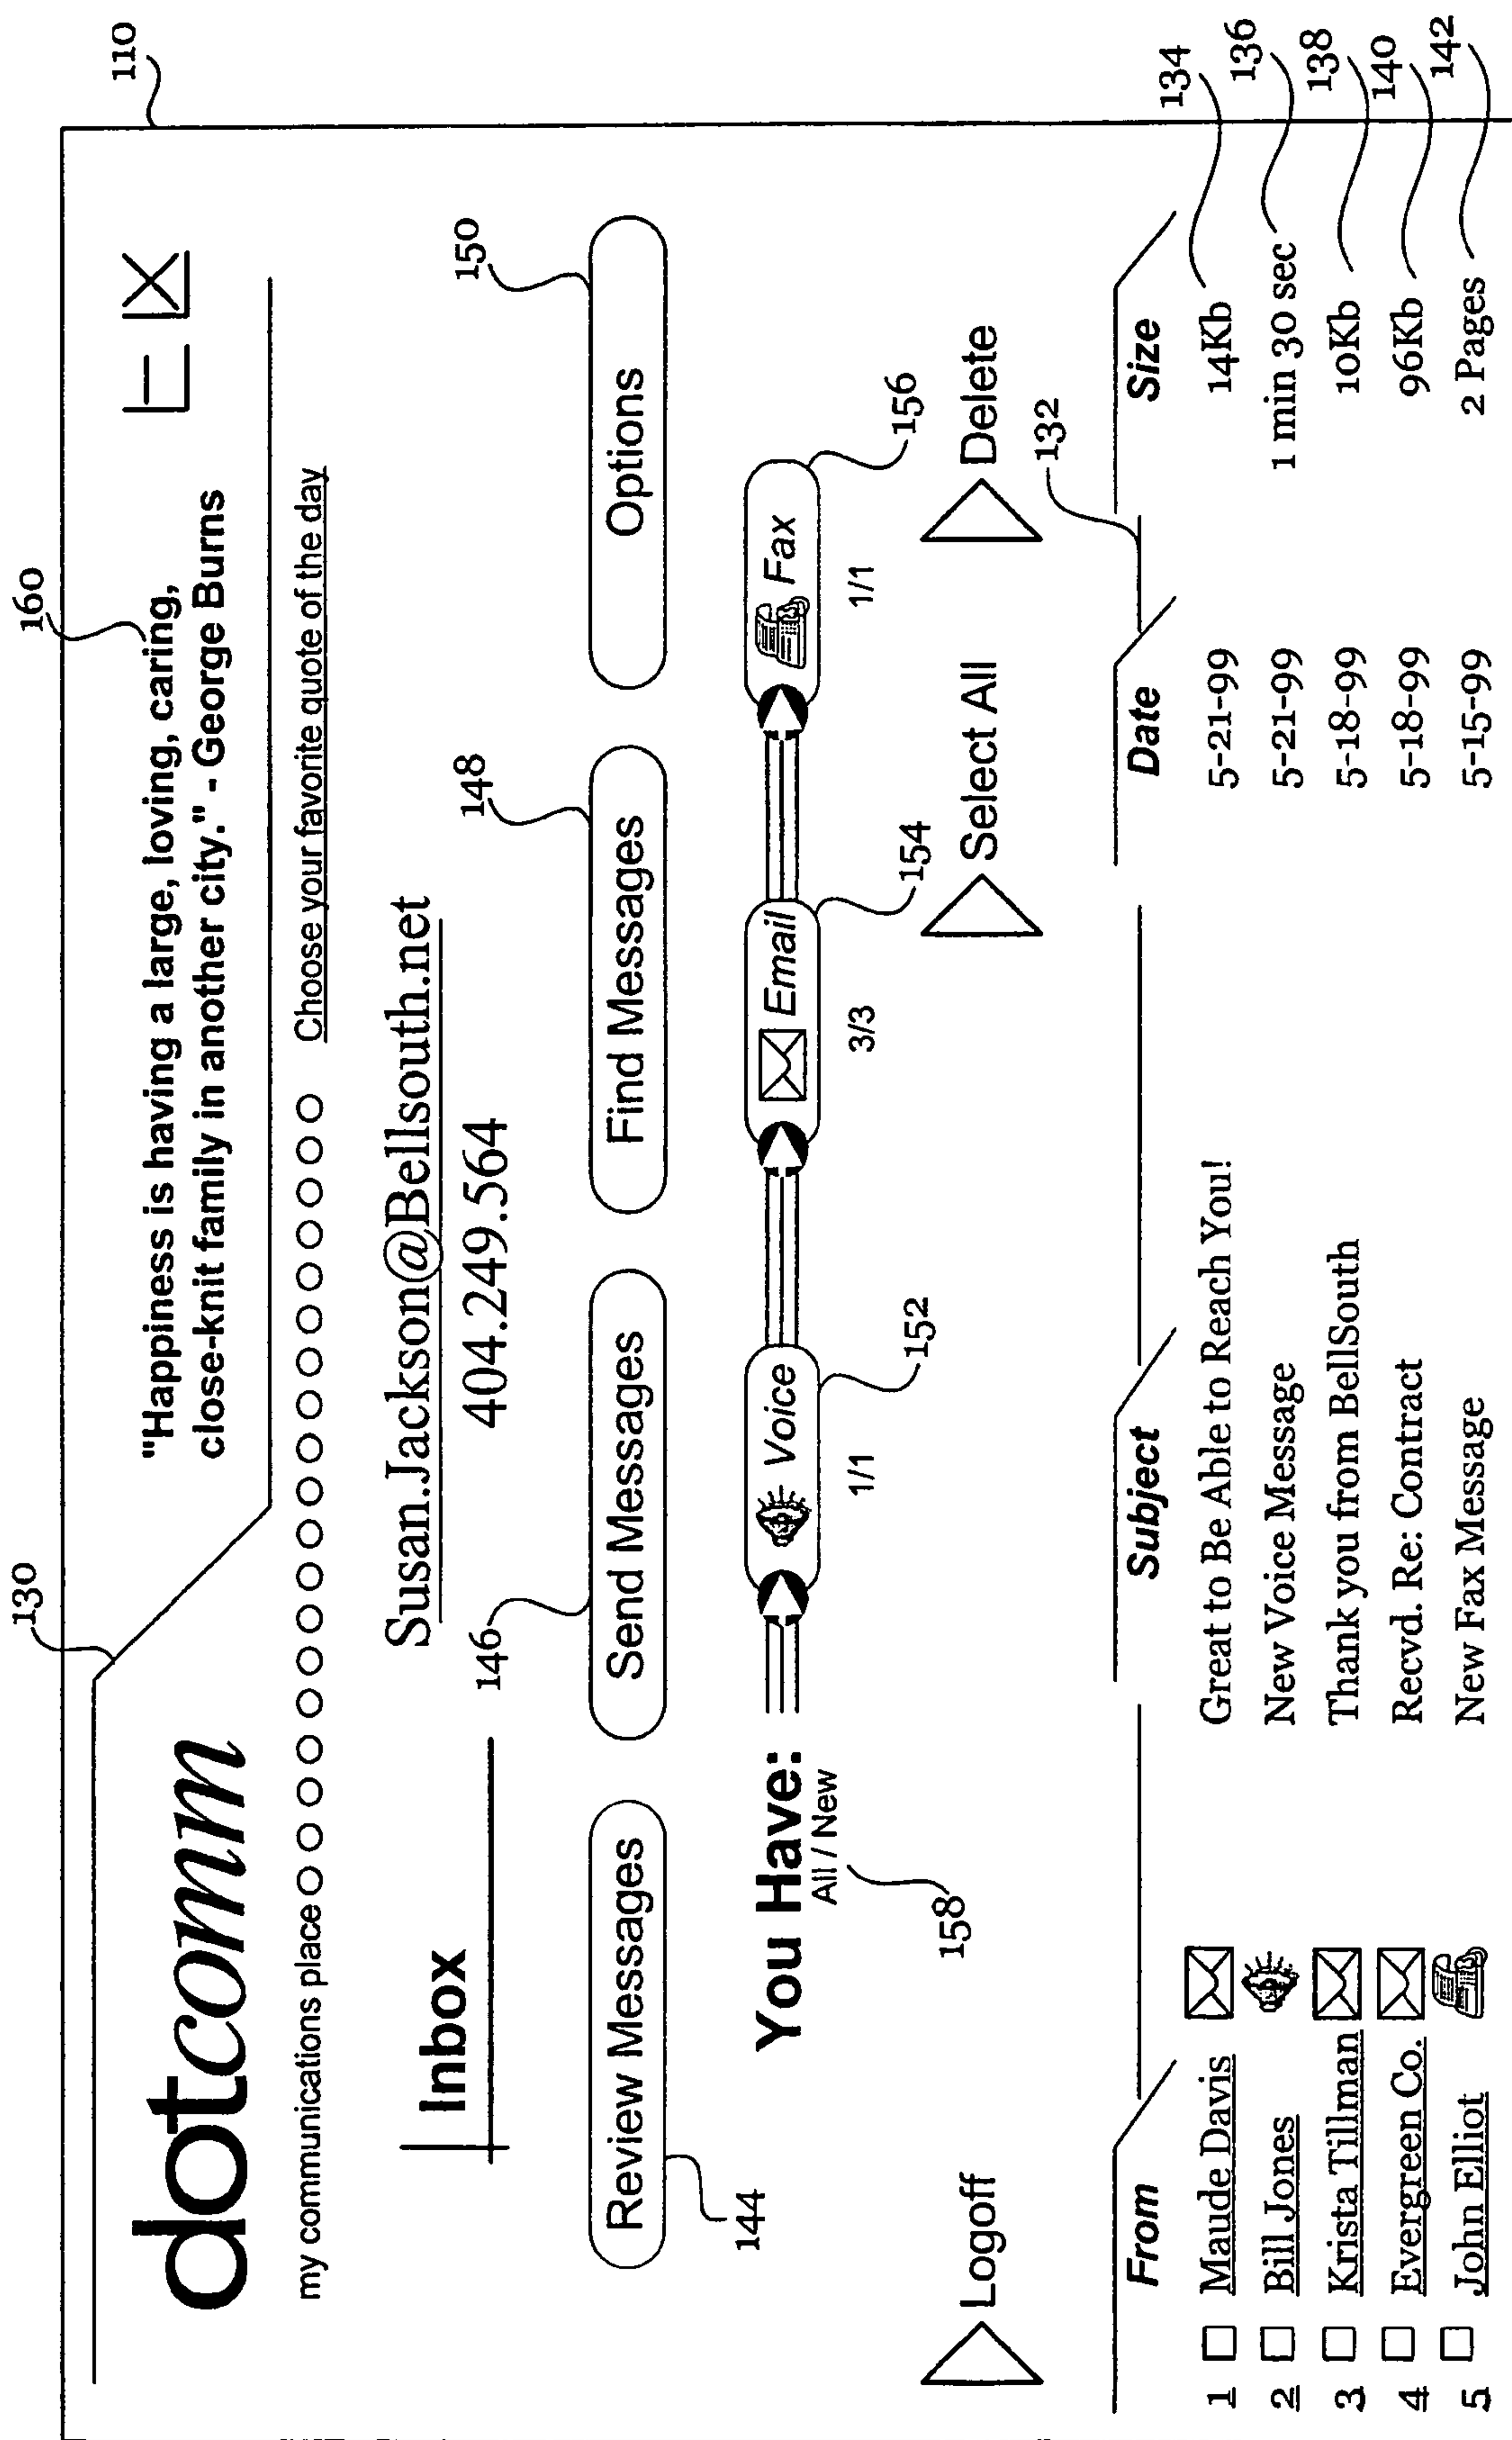 110
160
130
dotcomm
"Happiness is having a large, loving, caring,
close-knit family in another city." - George Burns
my communications place
Choose your favorite quote of the day
Susan.Jackson@Bellsouth.net
Inbox
404.249.564
146
148
150
Review Messages
Send Messages
Find Messages
Options
144
You Have:
Voice
Email
Fax
All / New
1/1
3/3
1/1
158
152
154
156
Logoff
Select All
Delete
132
From
Subject
Date
Size
1 Maude Davis Great to Be Able to Reach You! 5-21-99 14Kb 134
2 Bill Jones New Voice Message 5-21-99 1 min 30 sec 136
3 Krista Tillman Thank you from BellSouth 5-18-99 10Kb 138
4 Evergreen Co. Recvd. Re: Contract 5-18-99 96Kb 140
5 John Elliot New Fax Message 5-15-99 2 Pages 142